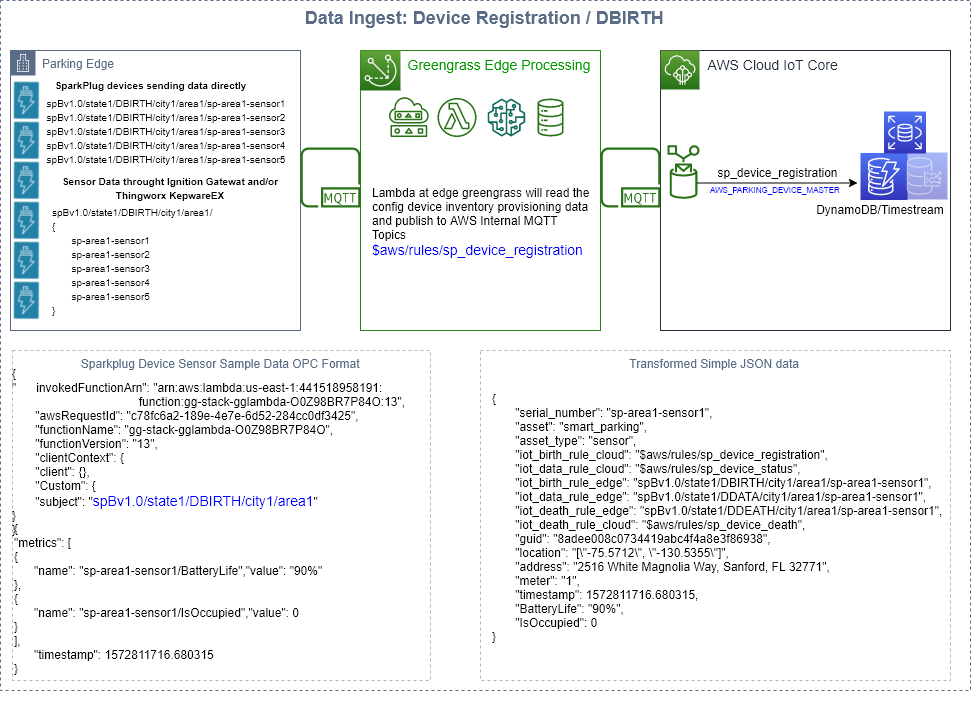 Data Ingest: Device Registration / DBIRTH
Parking Edge
SparkPlug devices sending data directly
spBv1.0/state1/DBIRTH/city1/area1/sp-area1-sensor1
spBv1.0/state1/DBIRTH/city1/area1/sp-area1-sensor2
spBv1.0/state1/DBIRTH/city1/area1/sp-area1-sensor3
spBv1.0/state1/DBIRTH/city1/area1/sp-area1-sensor4
spBv1.0/state1/DBIRTH/city1/area1/sp-area1-sensor5
Sensor Data throught Ignition Gatewat and/or
Thingworx KepwareEX
spBv1.0/state1/DBIRTH/city1/area1/
{
sp-area1-sensor1
sp-area1-sensor2
sp-area1-sensor3
sp-area1-sensor4
sp-area1-sensor5
}
MQTT
Greengrass Edge Processing
Lambda at edge greengrass will read the
config device inventory provisioning data
and publish to AWS Internal MQTT
Topics
$aws/rules/sp_device_registration
MQTT
AWS Cloud IoT Core
sp_device_registration
AWS_PARKING_DEVICE_MASTER
DynamoDB/Timestream
Sparkplug Device Sensor Sample Data OPC Format
{
" invokedFunctionArn": "arn:aws:lambda:us-east-1:441518958191:
function:gg-stack-gglambda-O0Z98BR7P84O:13",
"awsRequestId": "c78fc6a2-189e-4e7e-6d52-284cc0df3425",
"functionName": "gg-stack-gglambda-O0Z98BR7P84O",
"functionVersion": "13",
"clientContext": {
"client": {},
"Custom": {
"subject": "spBv1.0/state1/DBIRTH/city1/area1"
}
{
"metrics": [
{
"name": "sp-area1-sensor1/BatteryLife","value": "90%"
},
{
"name": "sp-area1-sensor1/IsOccupied","value": 0
}
],
"timestamp": 1572811716.680315
}
Transformed Simple JSON data
{
"serial_number": "sp-area1-sensor1",
"asset": "smart_parking",
"asset_type": "sensor",
"iot_birth_rule_cloud": "$aws/rules/sp_device_registration",
"iot_data_rule_cloud": "$aws/rules/sp_device_status",
"iot_birth_rule_edge": "spBv1.0/state1/DBIRTH/city1/area1/sp-area1-sensor1",
"iot_data_rule_edge": "spBv1.0/state1/DDATA/city1/area1/sp-area1-sensor1",
"iot_death_rule_edge": "spBv1.0/state1/DDEATH/city1/area1/sp-area1-sensor1",
"iot_death_rule_cloud": "$aws/rules/sp_device_death",
"guid": "8adee008c0734419abc4f4a8e3f86938",
"location": "[\"-75.5712\", \"-130.5355\"]",
"address": "2516 White Magnolia Way, Sanford, FL 32771",
"meter": "1",
"timestamp": 1572811716.680315,
"BatteryLife": "90%",
"IsOccupied": 0
}